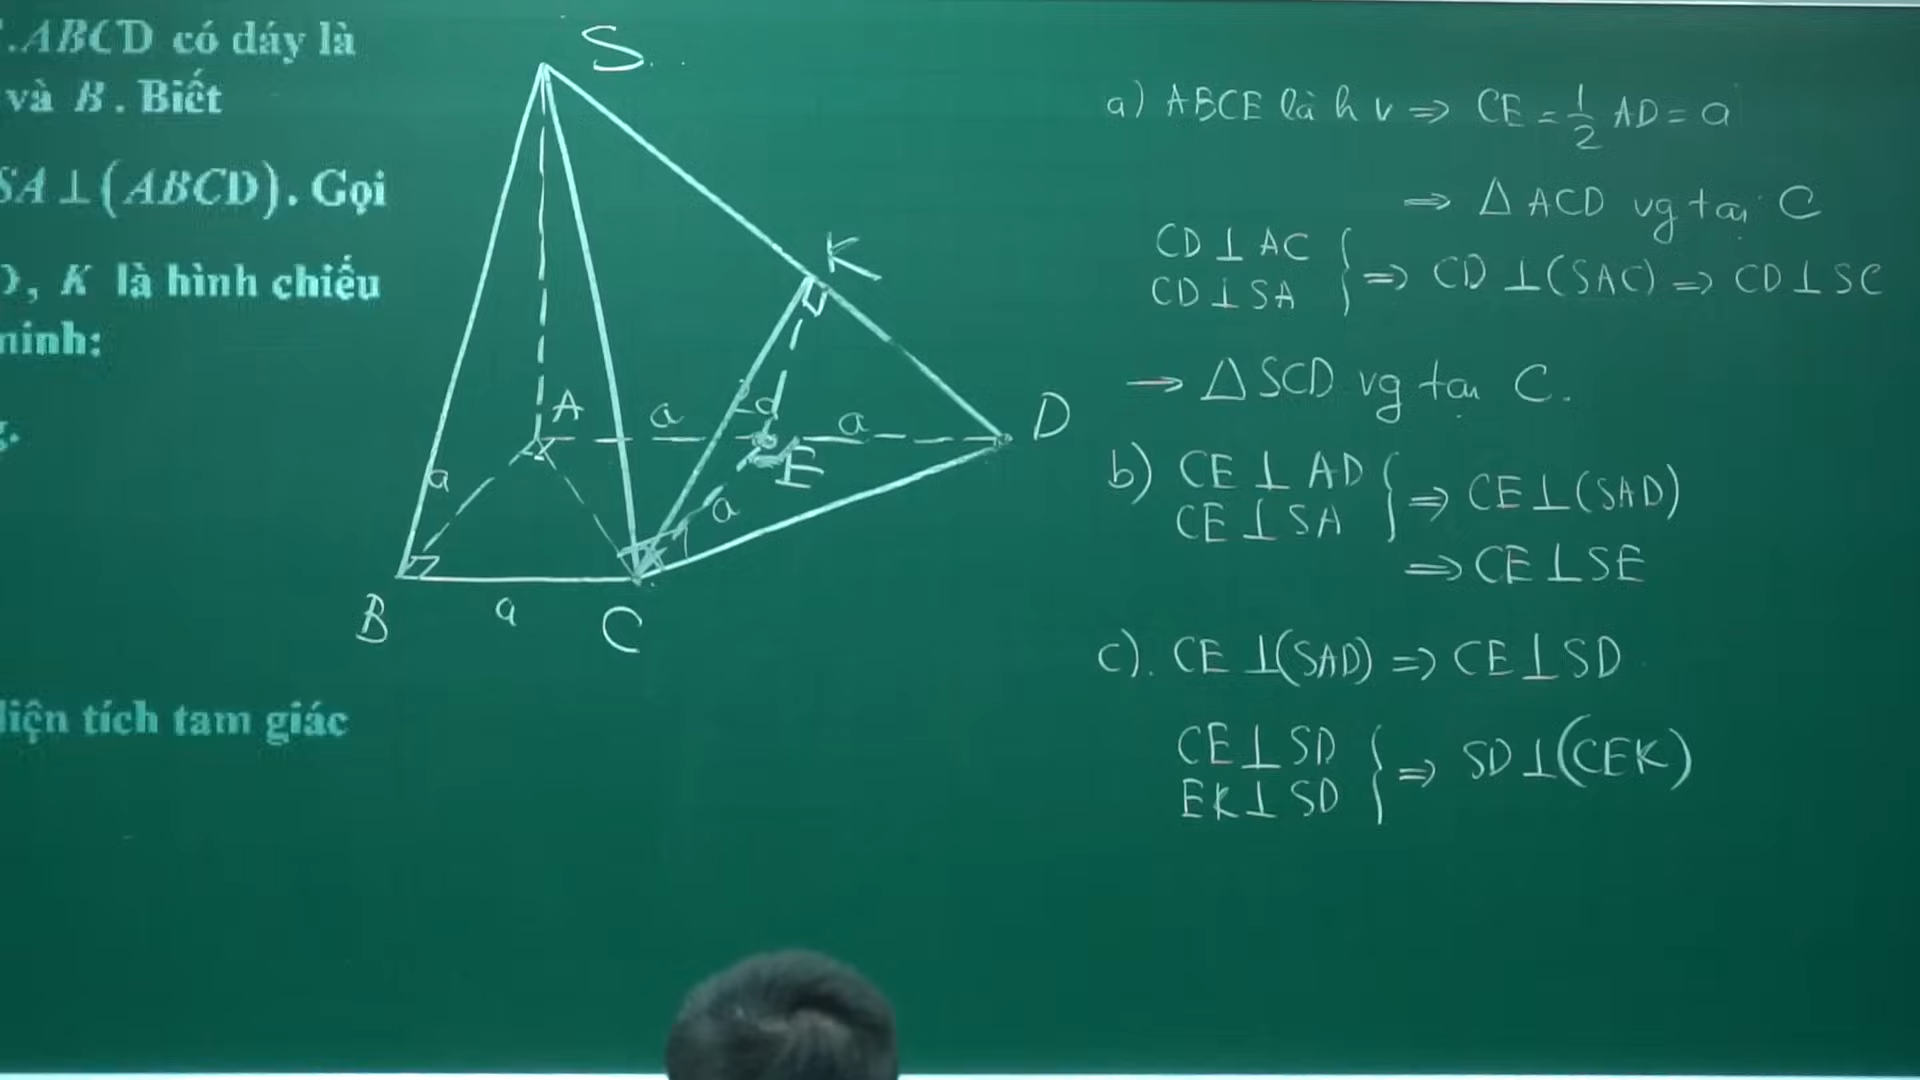 .ABCD có đáy là
và B. Biết
SA⊥(ABCD). Gọi
), K là hình chiếu
minh:
g.
diện tích tam giác
S
A
a
K
d
a
D
E
a
a
B
a
C
a) ABCE là h v ⇒ CE = 1/2 AD = a
⇒ △ ACD vg tại C
CD ⊥ AC
CD ⊥ SA } ⇒ CD ⊥ (SAC) ⇒ CD ⊥ SC
→ △ SCD vg tại C.
b) CE ⊥ AD
CE ⊥ SA } ⇒ CE ⊥ (SAD)
⇒ CE ⊥ SE
c). CE ⊥ (SAD) ⇒ CE ⊥ SD
CE ⊥ SD
EK ⊥ SD } ⇒ SD ⊥ (CEK)